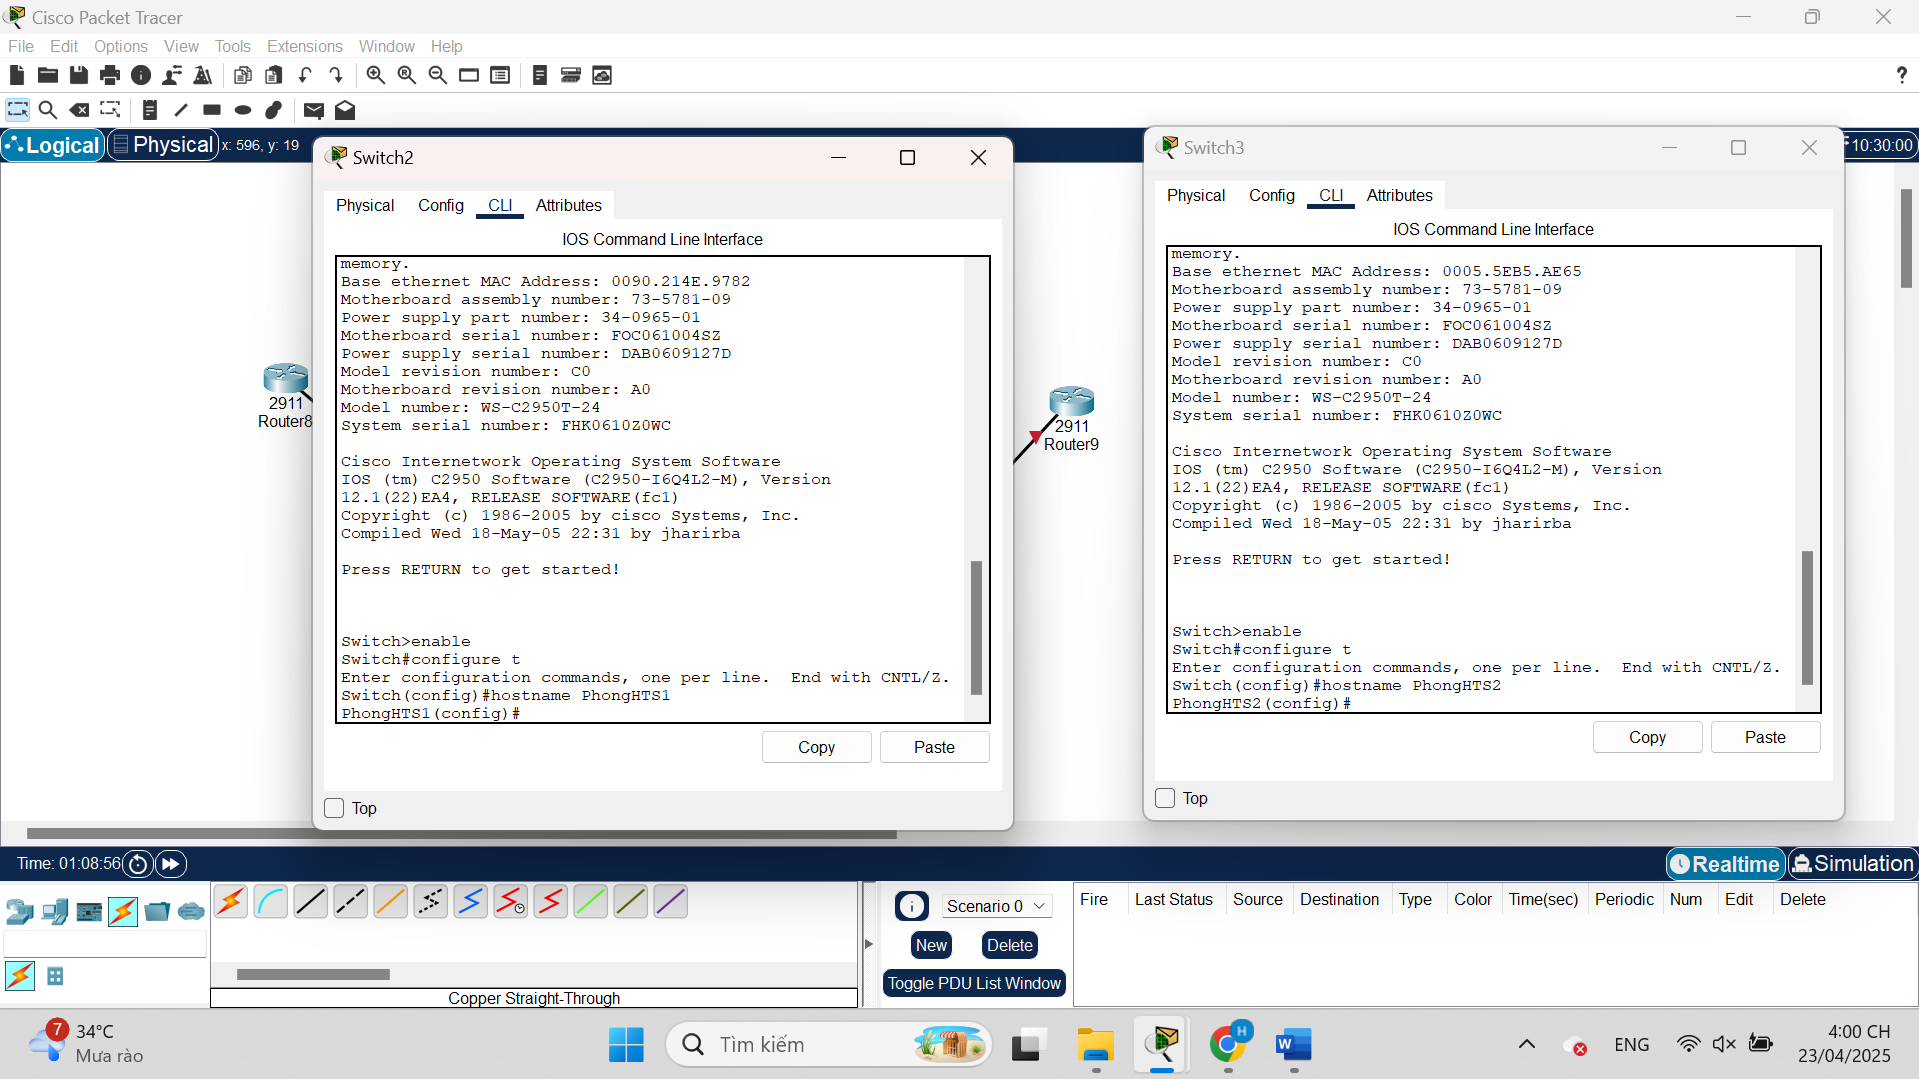 Cisco Packet Tracer
File Edit Options View Tools Extensions Window Help
?
Logical Physical x: 596, y: 19
10:30:00
2911
Router8
2911
Router9
Switch2
Physical Config CLI Attributes
IOS Command Line Interface
memory.
Base ethernet MAC Address: 0090.214E.9782
Motherboard assembly number: 73-5781-09
Power supply part number: 34-0965-01
Motherboard serial number: FOC061004SZ
Power supply serial number: DAB0609127D
Model revision number: C0
Motherboard revision number: A0
Model number: WS-C2950T-24
System serial number: FHK0610Z0WC
Cisco Internetwork Operating System Software
IOS (tm) C2950 Software (C2950-I6Q4L2-M), Version
12.1(22)EA4, RELEASE SOFTWARE(fc1)
Copyright (c) 1986-2005 by cisco Systems, Inc.
Compiled Wed 18-May-05 22:31 by jharirba
Press RETURN to get started!
Switch>enable
Switch#configure t
Enter configuration commands, one per line. End with CNTL/Z.
Switch(config)#hostname PhongHTS1
PhongHTS1(config)#
Copy Paste
Top
Switch3
Physical Config CLI Attributes
IOS Command Line Interface
memory.
Base ethernet MAC Address: 0005.5EB5.AE65
Motherboard assembly number: 73-5781-09
Power supply part number: 34-0965-01
Motherboard serial number: FOC061004SZ
Power supply serial number: DAB0609127D
Model revision number: C0
Motherboard revision number: A0
Model number: WS-C2950T-24
System serial number: FHK0610Z0WC
Cisco Internetwork Operating System Software
IOS (tm) C2950 Software (C2950-I6Q4L2-M), Version
12.1(22)EA4, RELEASE SOFTWARE(fc1)
Copyright (c) 1986-2005 by cisco Systems, Inc.
Compiled Wed 18-May-05 22:31 by jharirba
Press RETURN to get started!
Switch>enable
Switch#configure t
Enter configuration commands, one per line. End with CNTL/Z.
Switch(config)#hostname PhongHTS2
PhongHTS2(config)#
Copy Paste
Top
Time: 01:08:56
Realtime Simulation
Scenario 0
New Delete
Toggle PDU List Window
Fire Last Status Source Destination Type Color Time(sec) Periodic Num Edit Delete
Copper Straight-Through
7
34°C
Mưa rào
Tìm kiếm
H
W
ENG
4:00 CH
23/04/2025